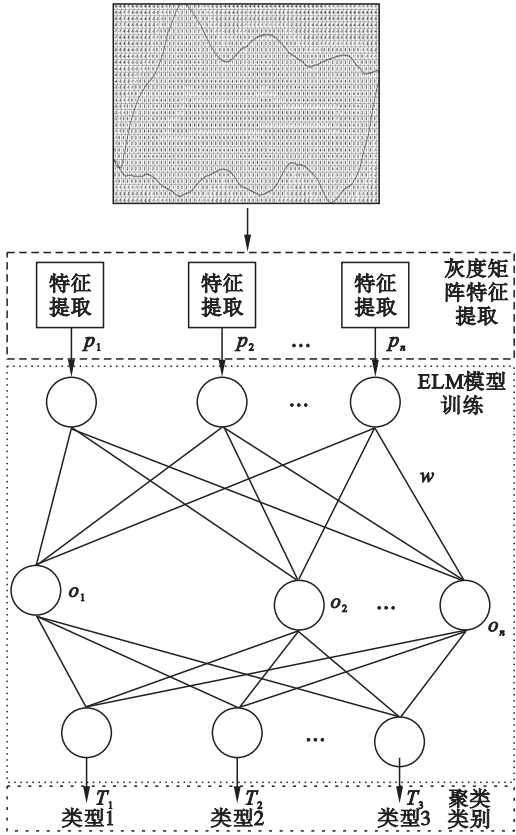 特征
提取
特征
提取
特征
提取
灰度矩
阵特征
提取
p1
p2
...
pn
ELM模型
训练
...
w
o1
o2
...
on
...
T1
T2
T3
类型1
类型2
类型3
聚类
类别